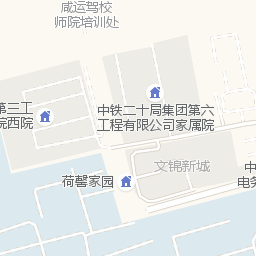 咸运驾校
师院培训处
第三工
院西院
中铁二十局集团第六
工程有限公司家属院
文锦新城
中
电务
荷馨家园